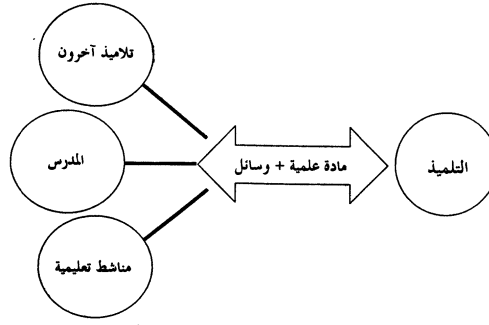 تلاميذ آخرون
المدرس
مادة علمية + وسائل
التلميذ
مناشط تعليمية